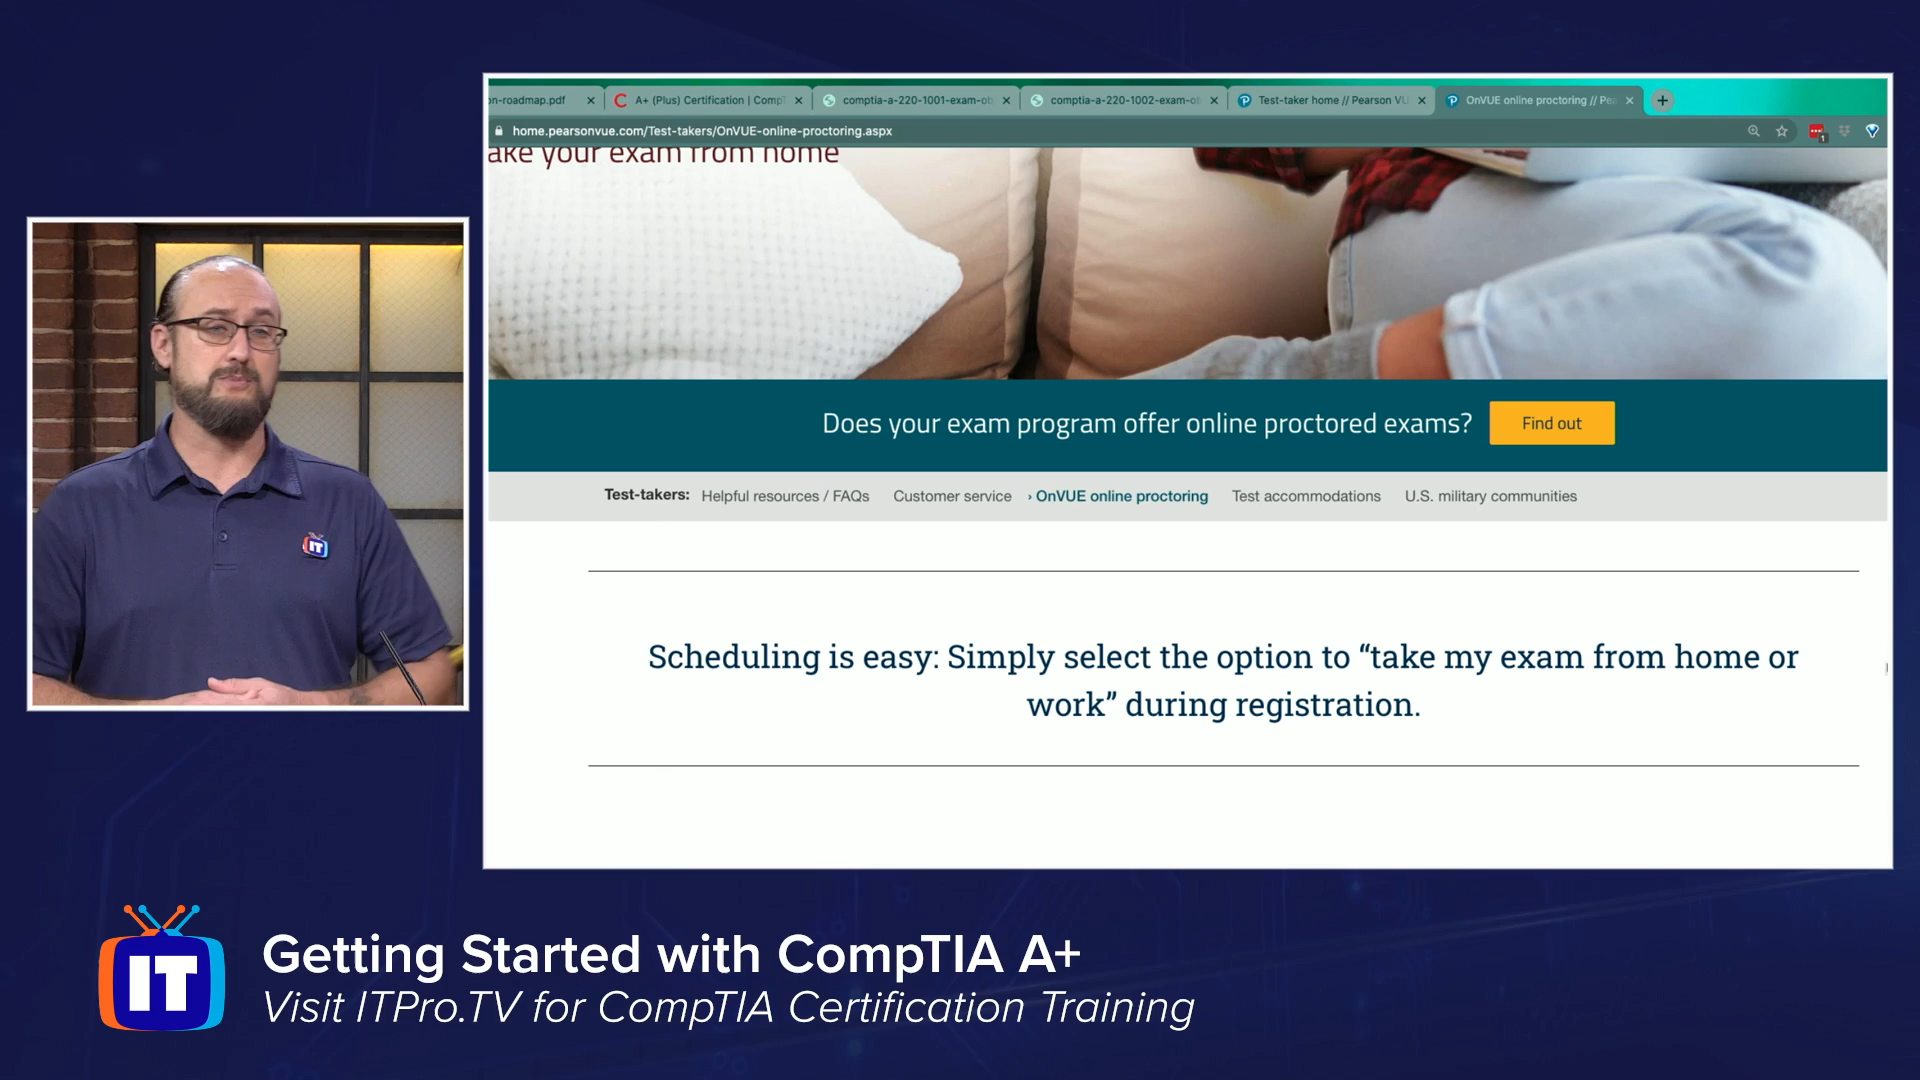 on-roadmap.pdf
A+ (Plus) Certification | Comp
comptia-a-220-1001-exam-ob
comptia-a-220-1002-exam-ob
Test-taker home // Pearson VU
OnVUE online proctoring // Pea
home.pearsonvue.com/Test-takers/OnVUE-online-proctoring.aspx
1
ake your exam from home
Does your exam program offer online proctored exams?
Find out
Test-takers: Helpful resources / FAQs Customer service › OnVUE online proctoring Test accommodations U.S. military communities
Scheduling is easy: Simply select the option to “take my exam from home or
work” during registration.
IT
IT
Getting Started with CompTIA A+
Visit ITPro.TV for CompTIA Certification Training